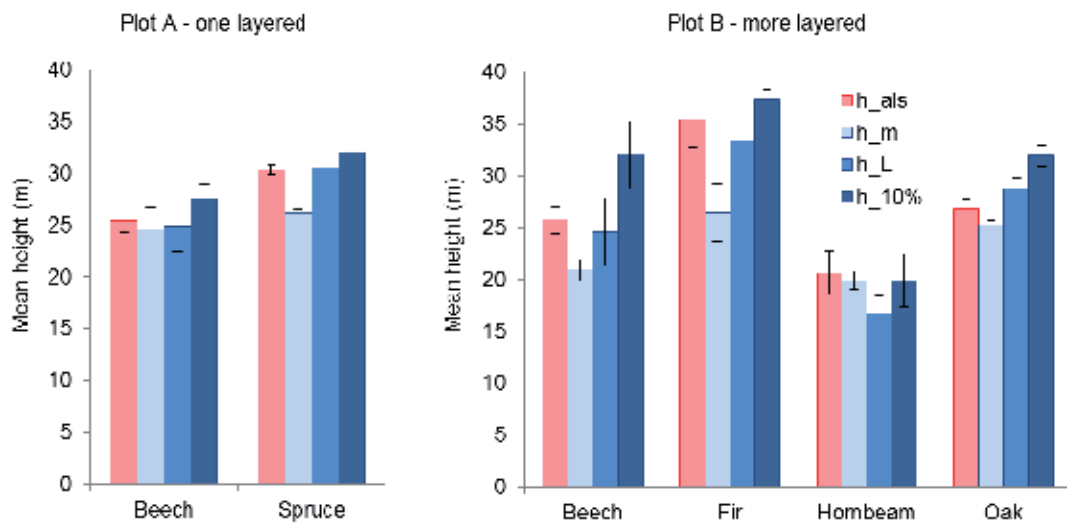 Plot A - one layered
Mean height (m)
40
35
30
25
20
15
10
5
0
Beech
Spruce
Plot B - more layered
Mean height (m)
40
35
30
25
20
15
10
5
0
h_als
h_m
h_L
h_10%
Beech
Fir
Hornbeam
Oak